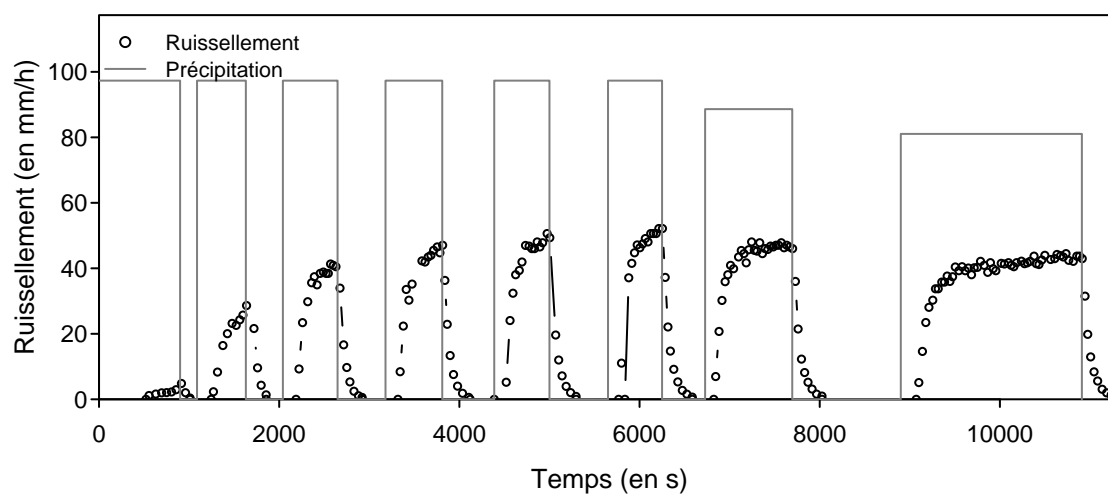 Ruissellement
Précipitation
Ruissellement (en mm/h)
100
80
60
40
20
0
0 2000 4000 6000 8000 10000
Temps (en s)